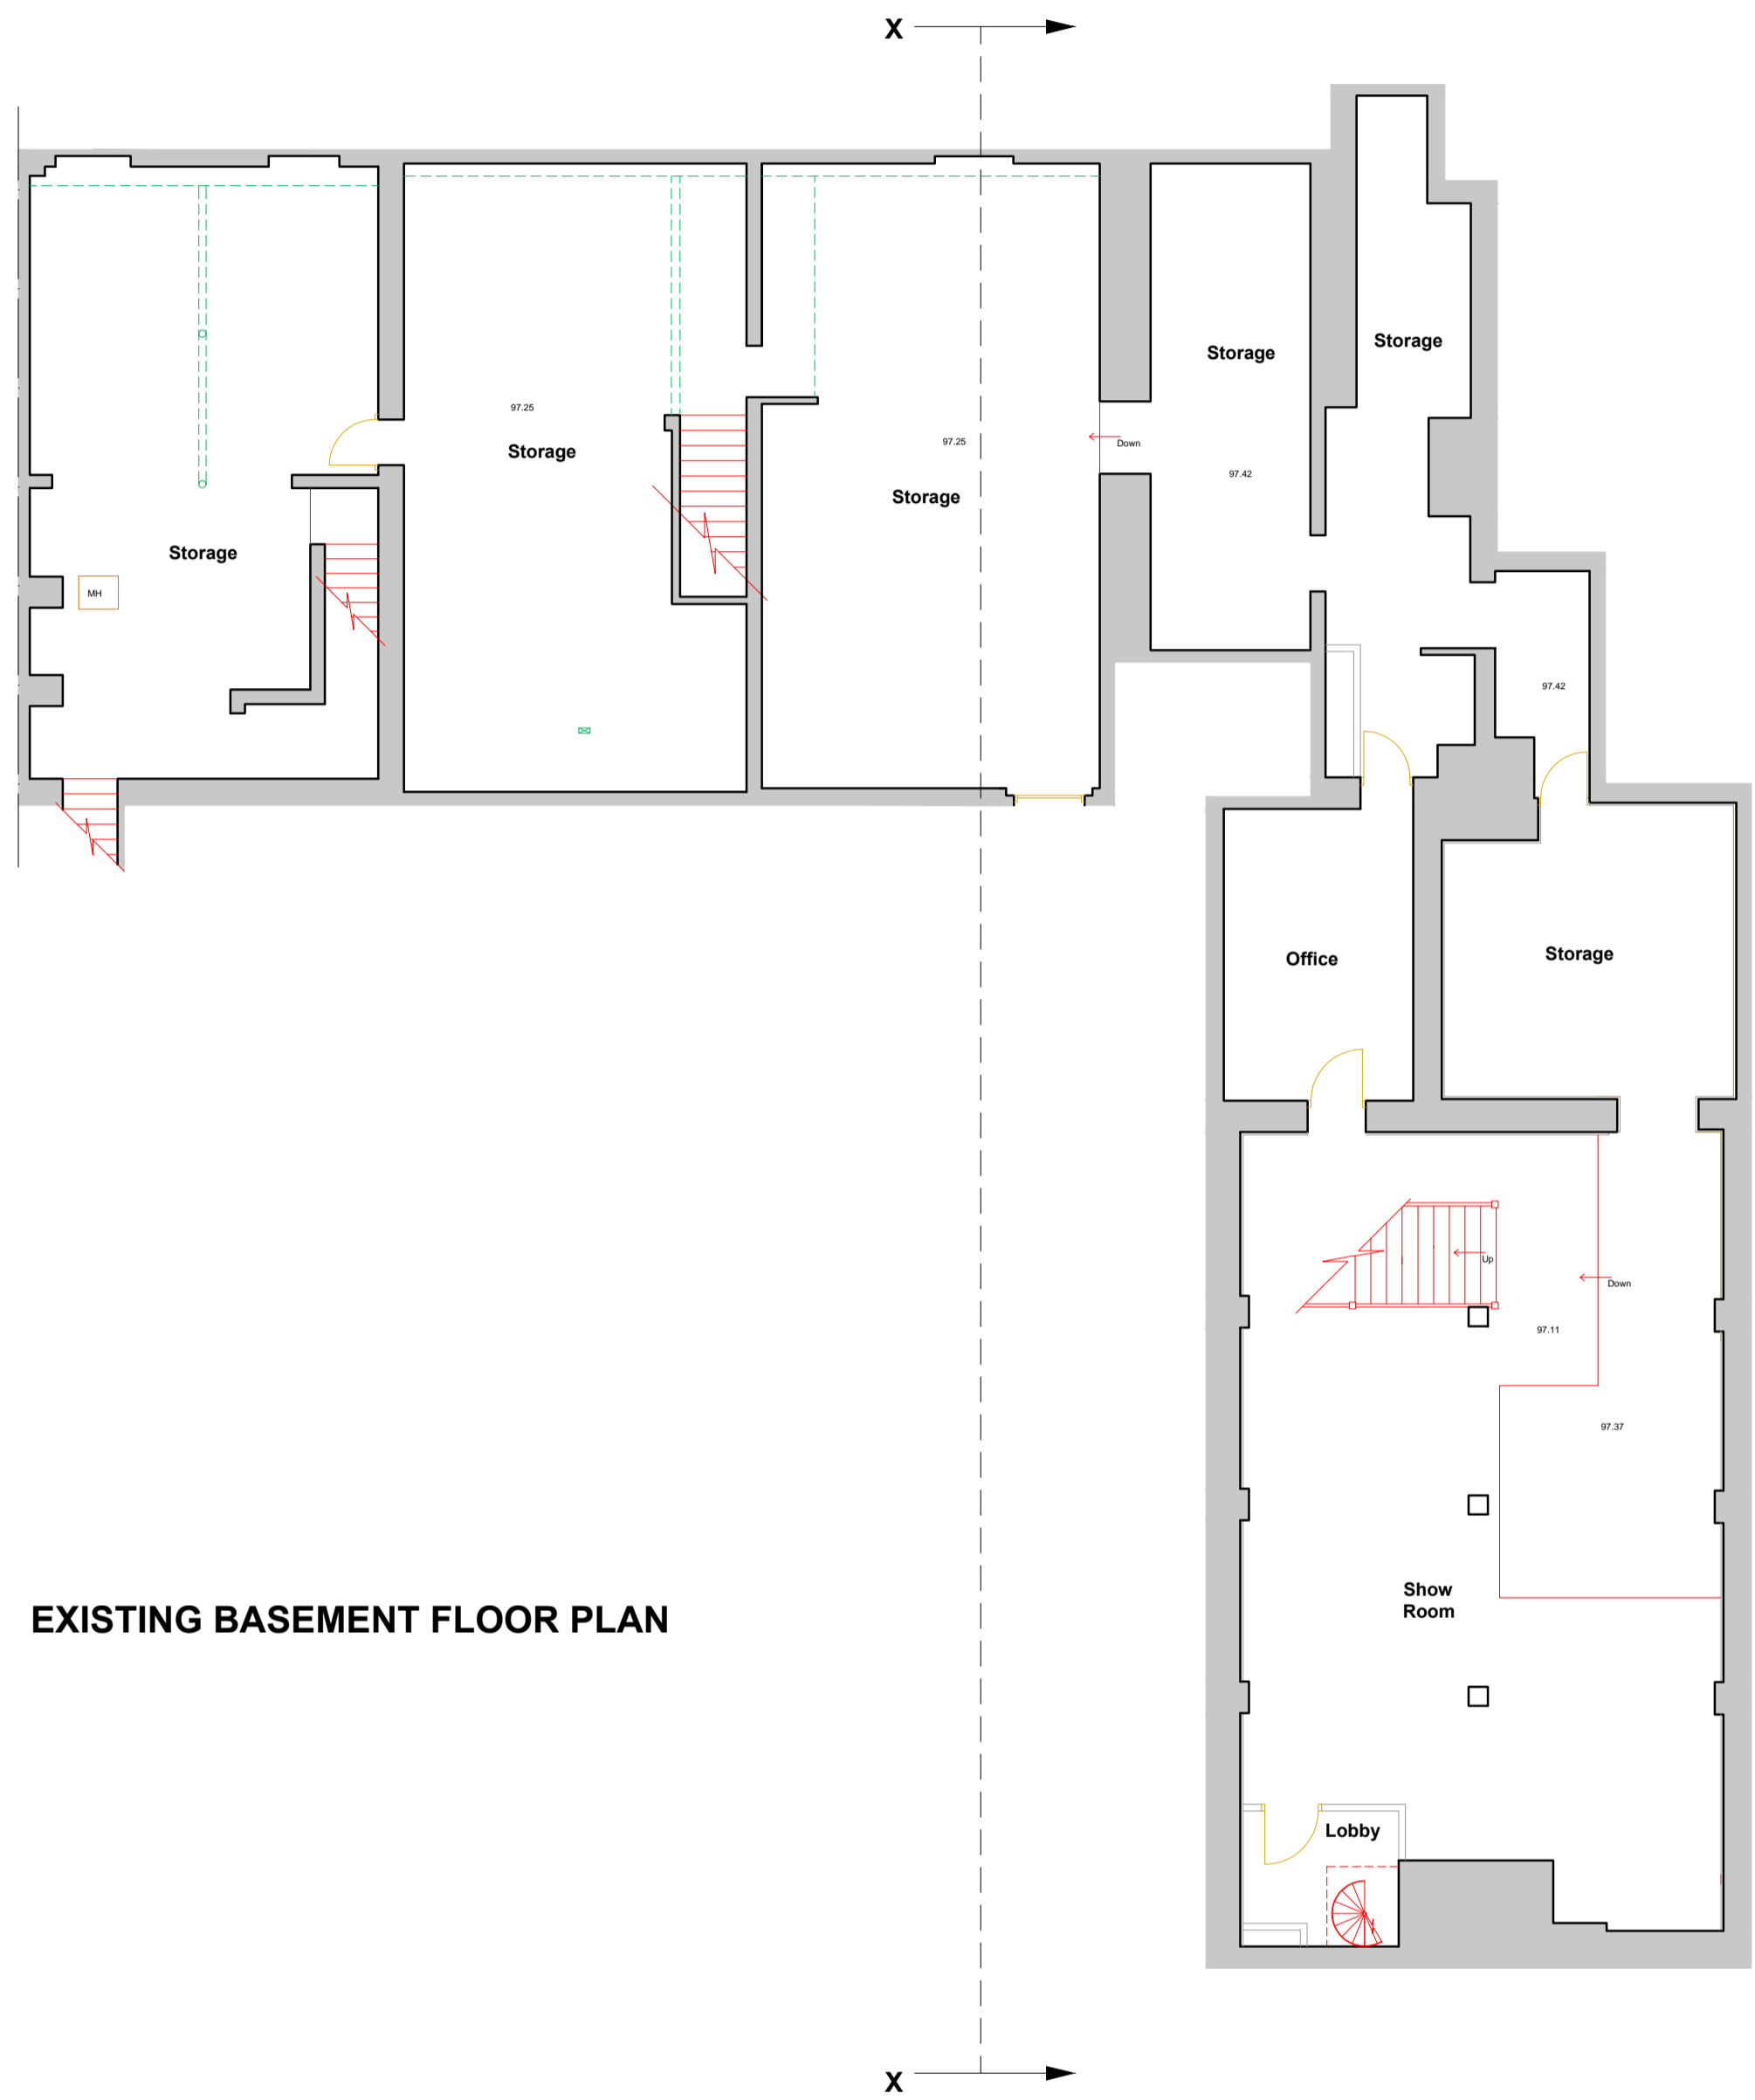 X
Storage
Storage
97.25
Storage
97.25
Down
97.42
Storage
Storage
Storage
MH
97.42
Office
Storage
Up
Down
97.11
97.37
Show
Room
EXISTING BASEMENT FLOOR PLAN
Lobby
X